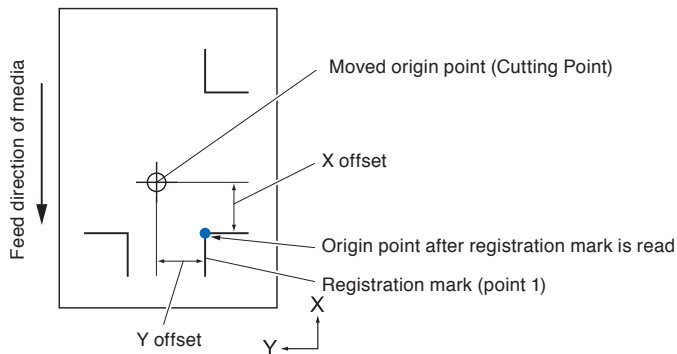 Moved origin point (Cutting Point)
Feed direction of media
X offset
Origin point after registration mark is read
Registration mark (point 1)
X
Y offset
Y